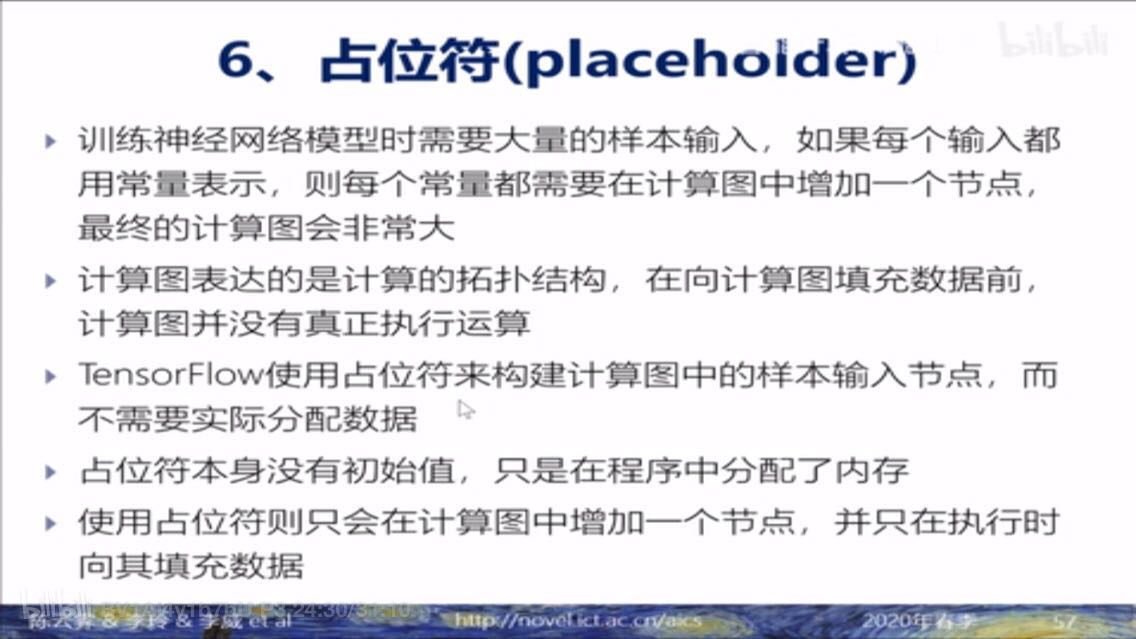 bilibili
6、占位符(placeholder)
训练神经网络模型时需要大量的样本输入，如果每个输入都
用常量表示，则每个常量都需要在计算图中增加一个节点，
最终的计算图会非常大
计算图表达的是计算的拓扑结构，在向计算图填充数据前，
计算图并没有真正执行运算
TensorFlow使用占位符来构建计算图中的样本输入节点，而
不需要实际分配数据
占位符本身没有初始值，只是在程序中分配了内存
使用占位符则只会在计算图中增加一个节点，并只在执行时
向其填充数据
bilibili
陈云霁 & 李玲 & 李威 et al http://novel.ict.ac.cn/aics 2020年春季 57